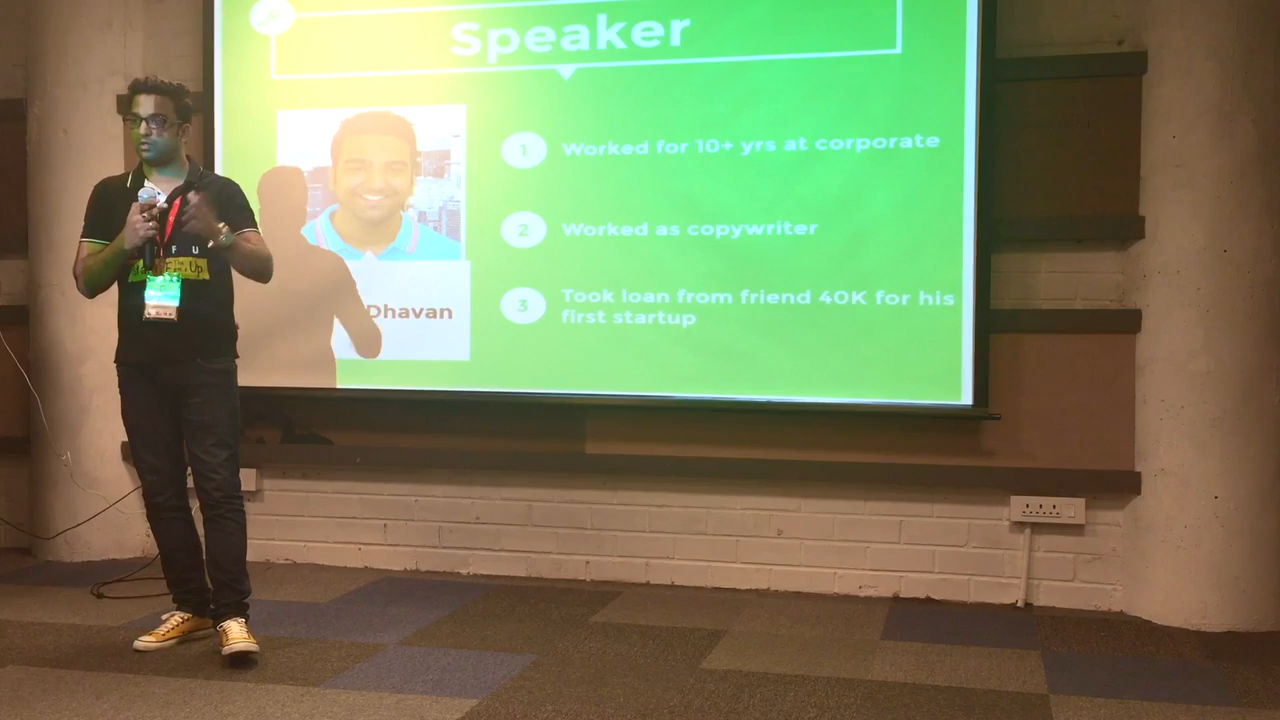 Speaker
1 Worked for 10+ yrs at corporate
2 Worked as copywriter
3 Took loan from friend 40K for his
first startup
Dhavan
F U
Up